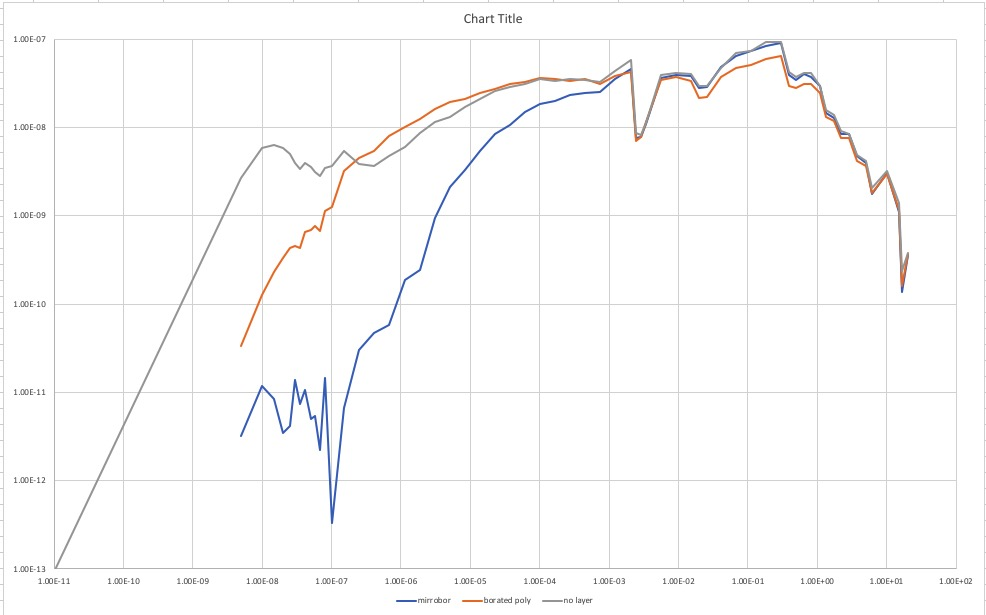 Chart Title
1.00E-07
1.00E-08
1.00E-09
1.00E-10
1.00E-11
1.00E-12
1.00E-13
1.00E-11 1.00E-10 1.00E-09 1.00E-08 1.00E-07 1.00E-06 1.00E-05 1.00E-04 1.00E-03 1.00E-02 1.00E-01 1.00E+00 1.00E+01 1.00E+02
mirrobor borated poly no layer